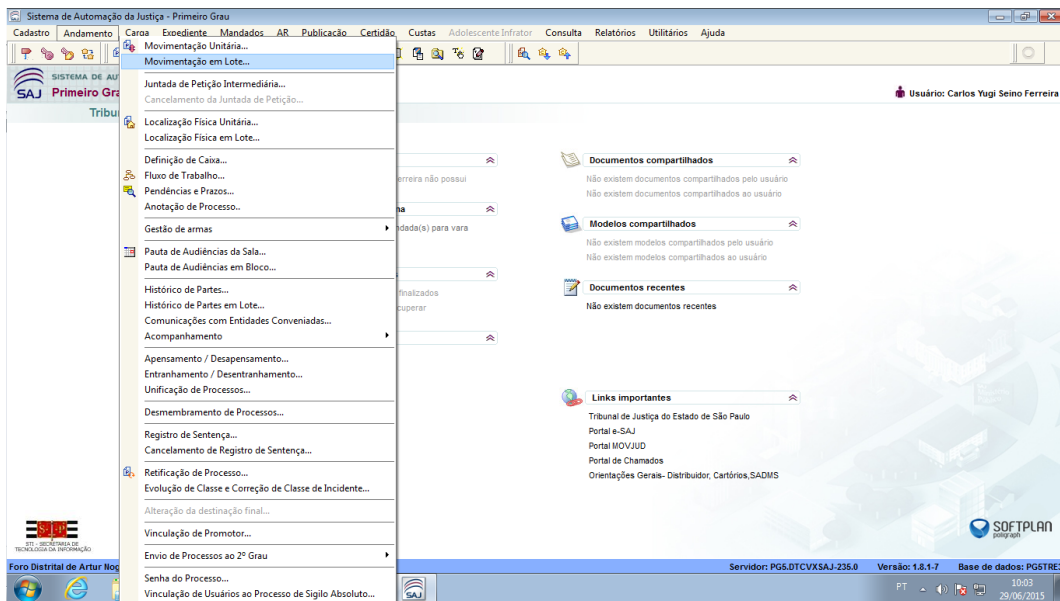 Sistema de Automação da Justiça - Primeiro Grau
Cadastro Andamento Carga Expediente Mandados AR Publicação Certidão Custas Adolescente Infrator Consulta Relatórios Utilitários Ajuda
Movimentação Unitária...
Movimentação em Lote...
SISTEMA DE AU
SAJ Primeiro Gra
Usuário: Carlos Yugi Seino Ferreira
Tribu
Juntada de Petição Intermediária...
Cancelamento da Juntada de Petição...
Localização Física Unitária...
Localização Física em Lote...
Definição de Caixa...
Fluxo de Trabalho...
Pendências e Prazos...
Anotação de Processo..
Gestão de armas
Pauta de Audiências da Sala...
Pauta de Audiências em Bloco...
Histórico de Partes...
Histórico de Partes em Lote...
Comunicações com Entidades Conveniadas...
Acompanhamento
Apensamento / Desapensamento...
Entranhamento / Desentranhamento...
Unificação de Processos...
Desmembramento de Processos...
Registro de Sentença...
Cancelamento de Registro de Sentença...
Retificação de Processo...
Evolução de Classe e Correção de Classe de Incidente...
Alteração da destinação final...
Vinculação de Promotor...
Envio de Processos ao 2º Grau
Senha do Processo...
Vinculação de Usuários ao Processo de Sigilo Absoluto...
erreira não possui
na
ndada(s) para vara
s
finalizados
cuperar
Documentos compartilhados
Não existem documentos compartilhados pelo usuário
Não existem documentos compartilhados ao usuário
Modelos compartilhados
Não existem modelos compartilhados pelo usuário
Não existem modelos compartilhados ao usuário
Documentos recentes
Não existem documentos recentes
Links importantes
Tribunal de Justiça do Estado de São Paulo
Portal e-SAJ
Portal MOVJUD
Portal de Chamados
Orientações Gerais- Distribuidor, Cartórios,SADMS
STI - SECRETARIA DE
TECNOLOGIA DA INFORMAÇÃO
SOFTPLAN
poligraph
Foro Distrital de Artur Nog
Servidor: PG5.DTCVXSAJ-235.0 Versão: 1.8.1-7 Base de dados: PG5TRE
SAJ
PT
10:03
29/06/2015